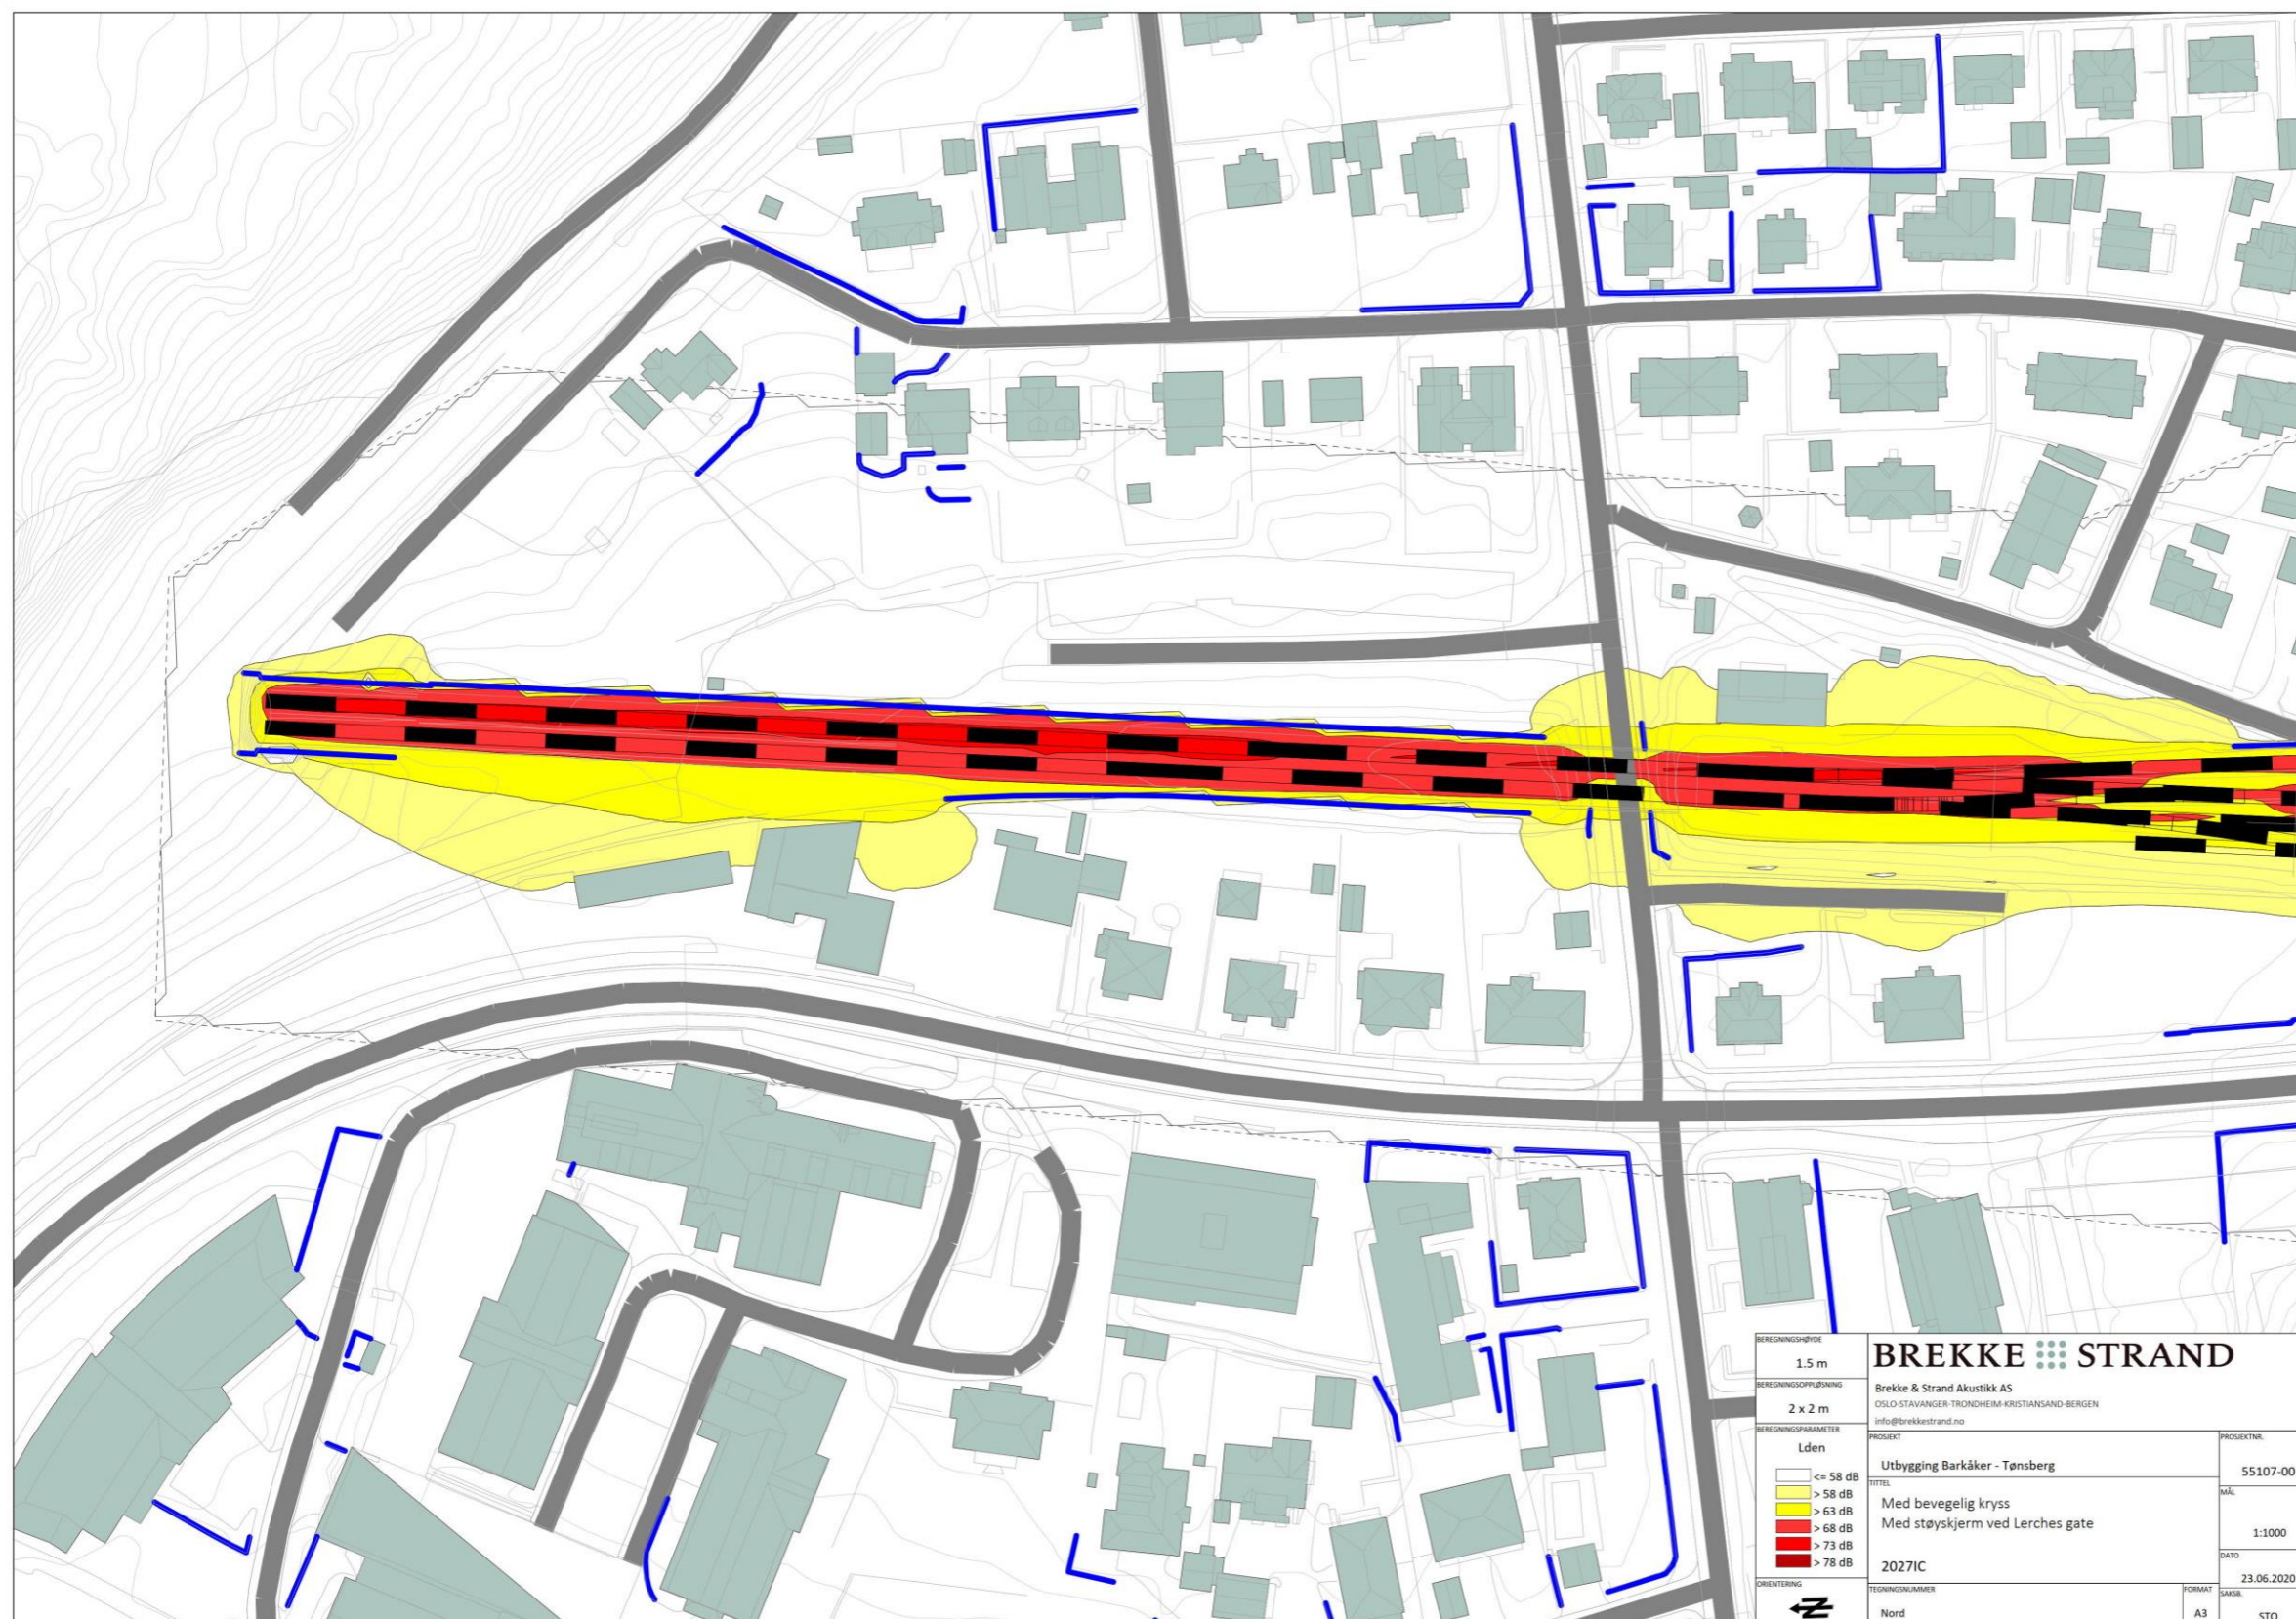 BEREGNINGSHØYDE
1.5 m
BEREGNINGSOPPLØSNING
2 x 2 m
BEREGNINGSPARAMETER
Lden
<= 58 dB
> 58 dB
> 63 dB
> 68 dB
> 73 dB
> 78 dB
ORIENTERING
BREKKE STRAND
Brekke & Strand Akustikk AS
OSLO-STAVANGER-TRONDHEIM-KRISTIANSAND-BERGEN
info@brekkestrand.no
PROSJEKT
Utbygging Barkåker - Tønsberg
PROSJEKTNR.
55107-00
TITTEL
Med bevegelig kryss
Med støyskjerm ved Lerches gate
2027IC
MÅL
1:1000
DATO
23.06.2020
TEGNINGSNUMMER
Nord
FORMAT
A3
SAKSB.
STO